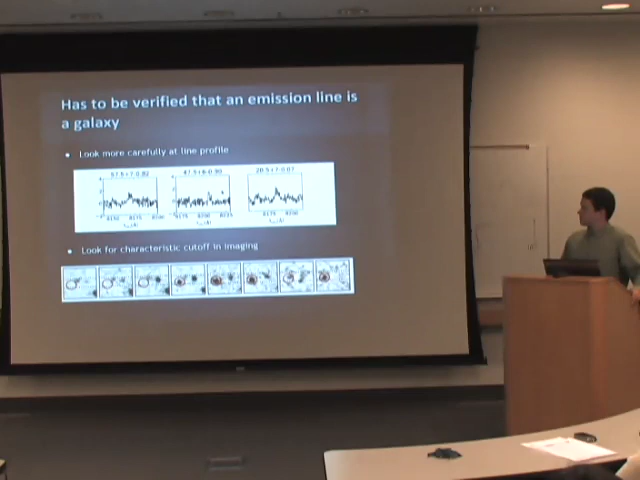 Has to be verified that an emission line is
a galaxy
• Look more carefully at line profile
• Look for characteristic cutoff in imaging